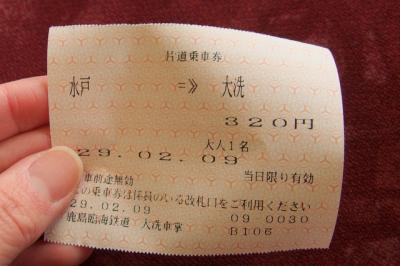 片道乗車券
水戸 =≫ 大洗
320円
大人1名
29.02.09
車前途無効 当日限り有効
の乗車券は係員のいる改札口をご利用ください
29.02.09 09 0030
鹿島臨海鉄道 大洗車掌 B106